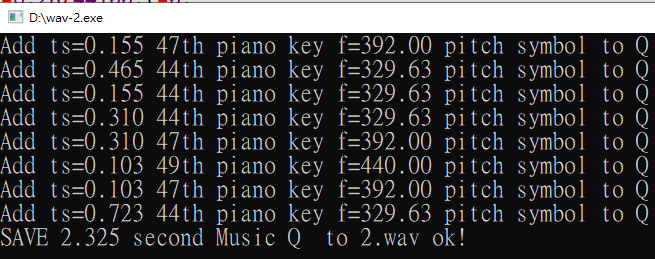 D:\wav-2.exe
Add ts=0.155 47th piano key f=392.00 pitch symbol to Q
Add ts=0.465 44th piano key f=329.63 pitch symbol to Q
Add ts=0.155 44th piano key f=329.63 pitch symbol to Q
Add ts=0.310 44th piano key f=329.63 pitch symbol to Q
Add ts=0.310 47th piano key f=392.00 pitch symbol to Q
Add ts=0.103 49th piano key f=440.00 pitch symbol to Q
Add ts=0.103 47th piano key f=392.00 pitch symbol to Q
Add ts=0.723 44th piano key f=329.63 pitch symbol to Q
SAVE 2.325 second Music Q  to 2.wav ok!